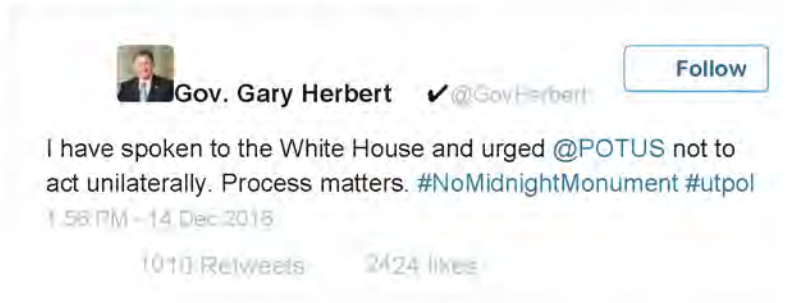 Follow
Gov. Gary Herbert ✔@GovHerbert
I have spoken to the White House and urged @POTUS not to
act unilaterally. Process matters. #NoMidnightMonument #utpol
1:56 PM - 14 Dec 2016
1010 Retweets 2424 likes